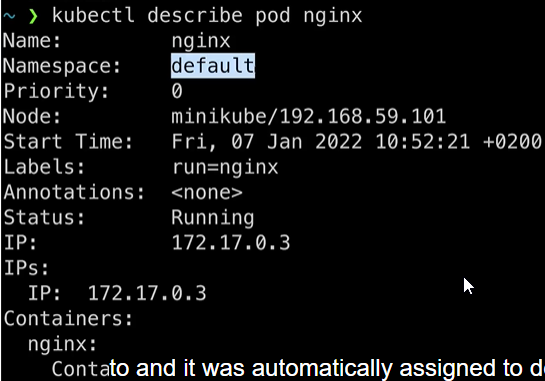 ~ ❯ kubectl describe pod nginx
Name:         nginx
Namespace:    default
Priority:     0
Node:         minikube/192.168.59.101
Start Time:   Fri, 07 Jan 2022 10:52:21 +0200
Labels:       run=nginx
Annotations:  <none>
Status:       Running
IP:           172.17.0.3
IPs:
  IP:  172.17.0.3
Containers:
  nginx:
    Conta
to and it was automatically assigned to